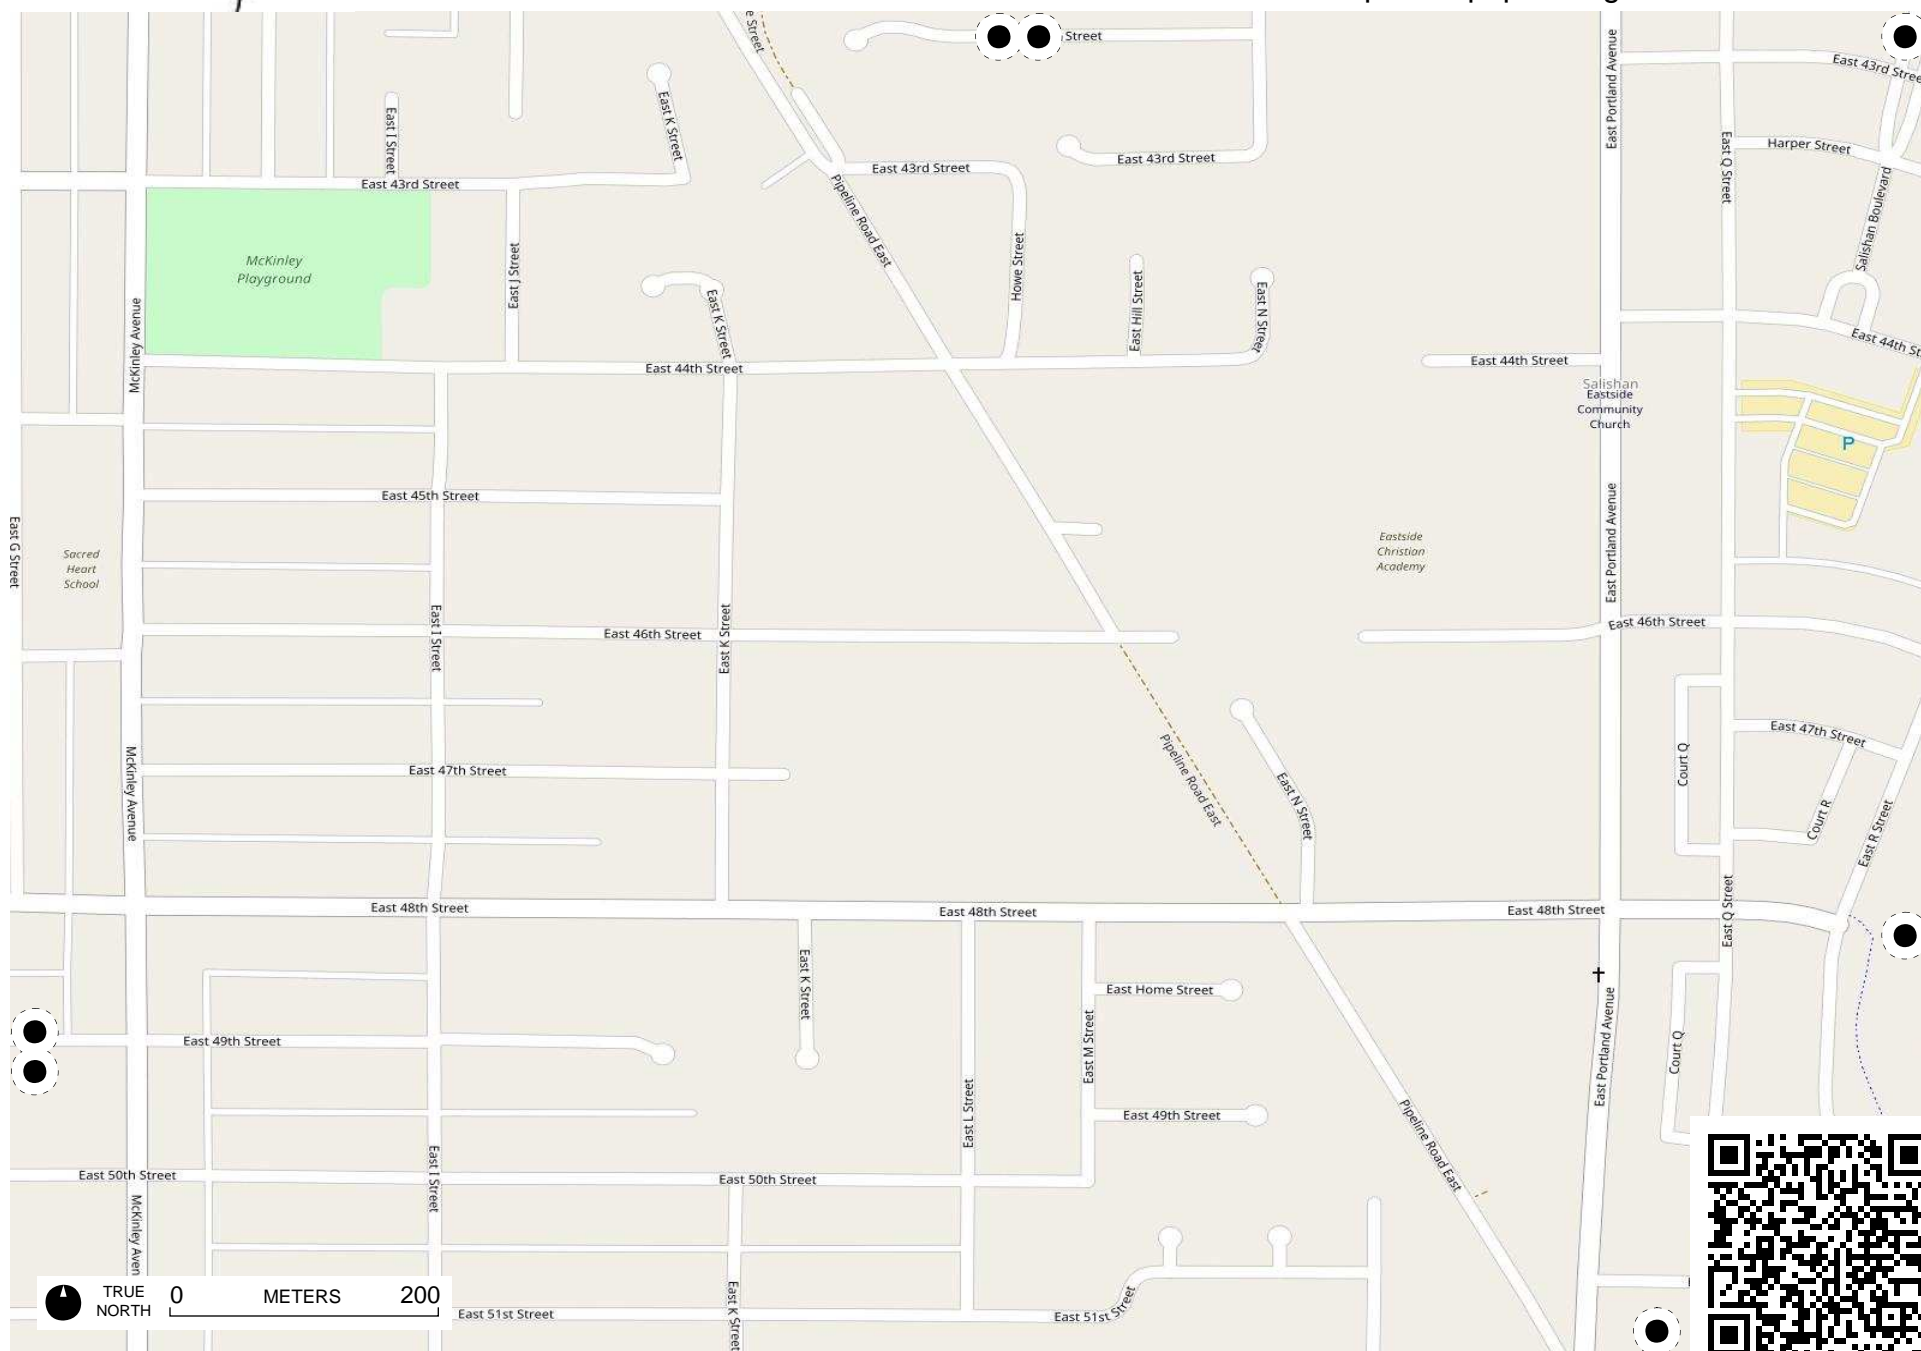 Street
East Portland Avenue
East 43rd Stree
East I Street
East K Street
East Q Street
Harper Street
East 43rd Street
East 43rd Street
East 43rd Street
Pipeline Road East
Salishan Boulevard
McKinley
Playground
East J Street
Howe Street
East Hill Street
East N Street
McKinley Avenue
East K Street
East 44th St
East 44th Street
East 44th Street
Salishan
Eastside
Community
Church
P
East 45th Street
East G Street
Sacred
Heart
School
Eastside
Christian
Academy
East Portland Avenue
East I Street
East 46th Street
East K Street
East 46th Street
McKinley Avenue
Pipeline Road East
East N Street
Court Q
East 47th Street
East 47th Street
Court R
East R Street
East 48th Street
East 48th Street
East 48th Street
East Q Street
East K Street
East Home Street
East Portland Avenue
East M Street
Court Q
East 49th Street
East L Street
East 49th Street
Pipeline Road East
East 50th Street
East I Street
East 50th Street
McKinley Aven
TRUE
NORTH
0 METERS 200
East 51st Street
East K Street
East 51st Street